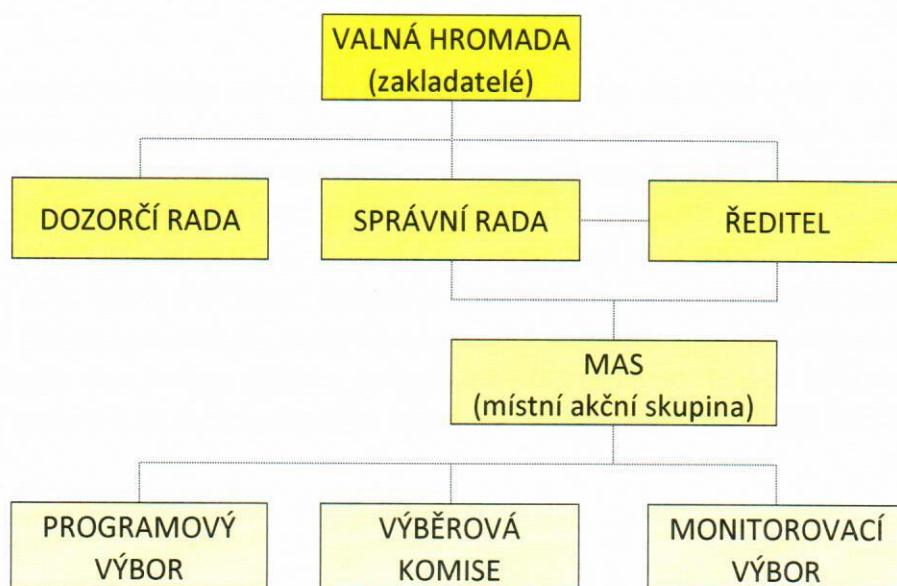 VALNÁ HROMADA
(zakladatelé)
DOZORČÍ RADA
SPRÁVNÍ RADA
ŘEDITEL
MAS
(místní akční skupina)
PROGRAMOVÝ
VÝBOR
VÝBĚROVÁ
KOMISE
MONITOROVACÍ
VÝBOR